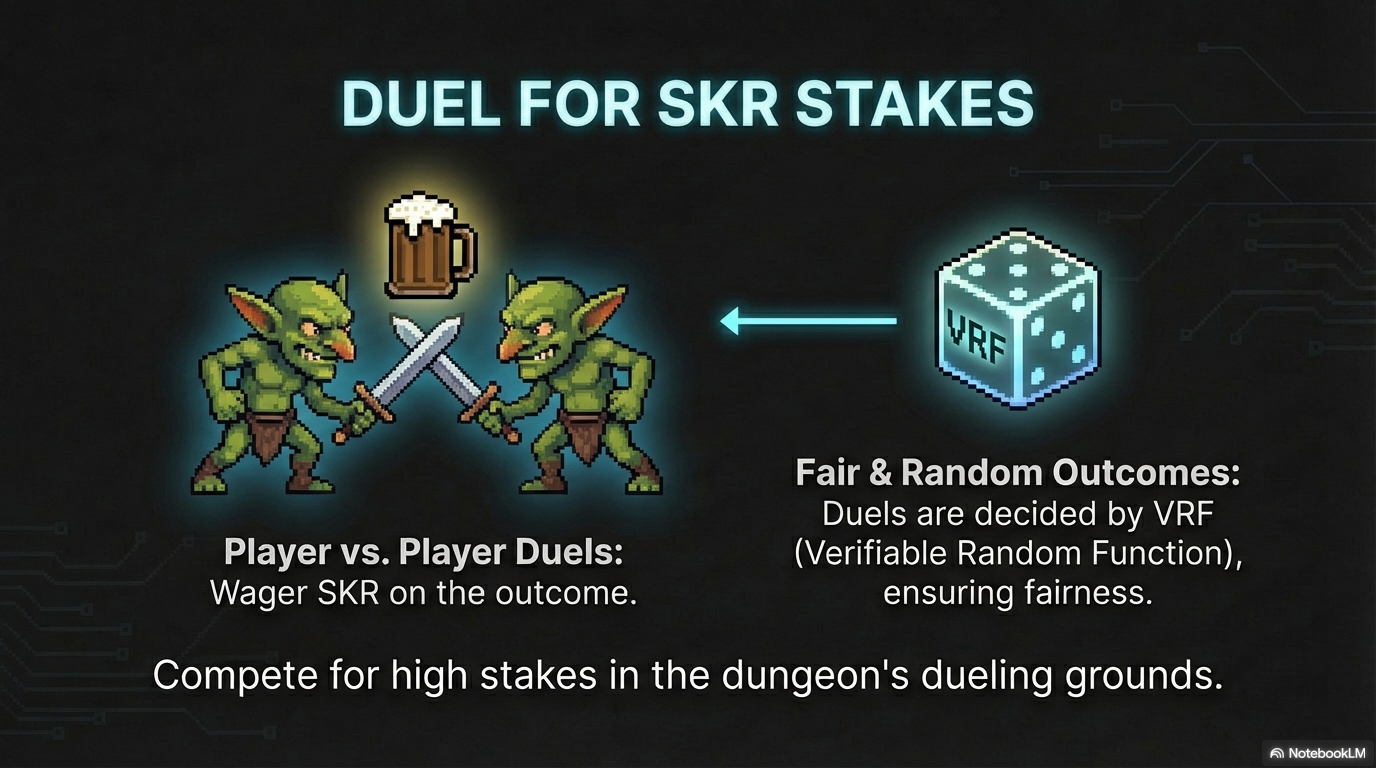 DUEL FOR SKR STAKES
VRF
Player vs. Player Duels:
Wager SKR on the outcome.
Fair & Random Outcomes:
Duels are decided by VRF
(Verifiable Random Function),
ensuring fairness.
Compete for high stakes in the dungeon's dueling grounds.
NotebookLM